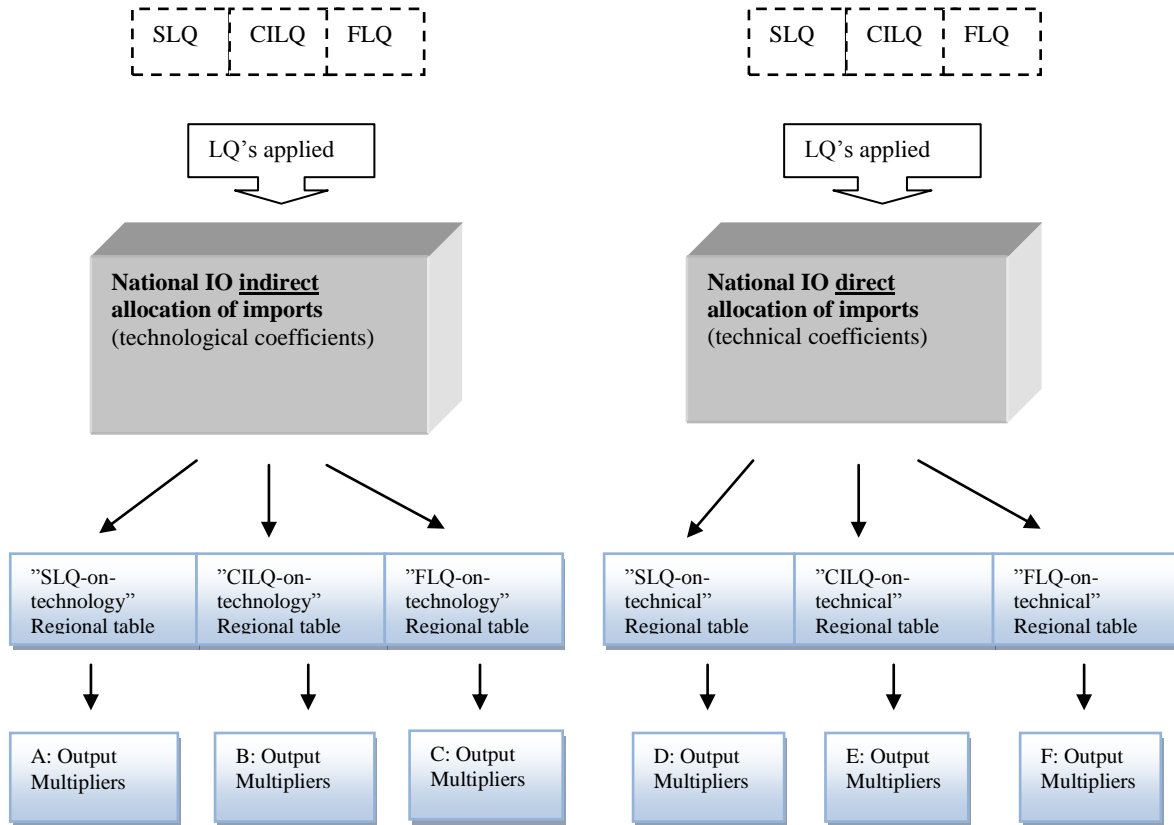 SLQ CILQ FLQ
SLQ CILQ FLQ
LQ's applied
LQ's applied
National IO indirect
allocation of imports
(technological coefficients)
National IO direct
allocation of imports
(technical coefficients)
”SLQ-on-
technology”
Regional table
”CILQ-on-
technology”
Regional table
”FLQ-on-
technology”
Regional table
”SLQ-on-
technical”
Regional table
”CILQ-on-
technical”
Regional table
”FLQ-on-
technical”
Regional table
A: Output
Multipliers
B: Output
Multipliers
C: Output
Multipliers
D: Output
Multipliers
E: Output
Multipliers
F: Output
Multipliers